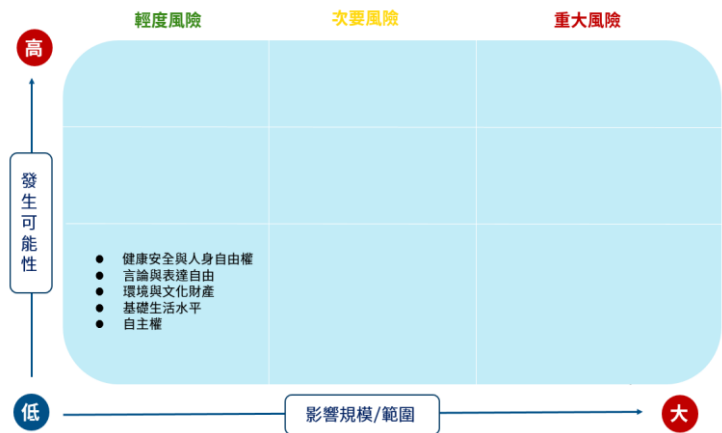 輕度風險
次要風險
重大風險
高
發生可能性
● 健康安全與人身自由權
● 言論與表達自由
● 環境與文化財產
● 基礎生活水平
● 自主權
低
影響規模/範圍
大